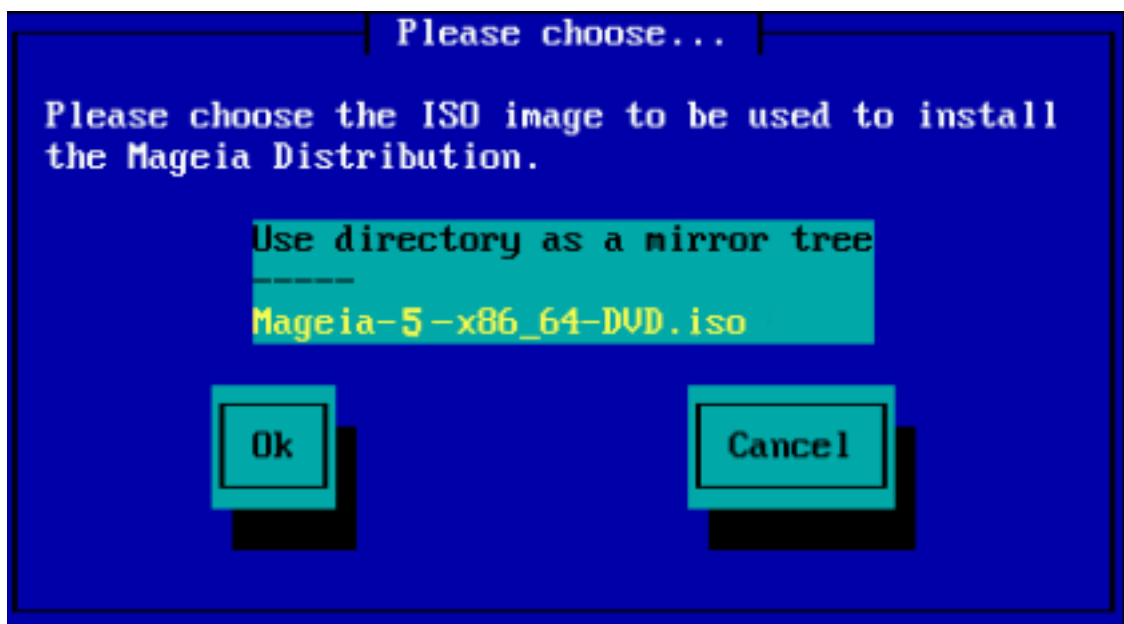 Please choose...
Please choose the ISO image to be used to install
the Mageia Distribution.
Use directory as a mirror tree
-----
Mageia-5-x86_64-DVD.iso
Ok
Cancel